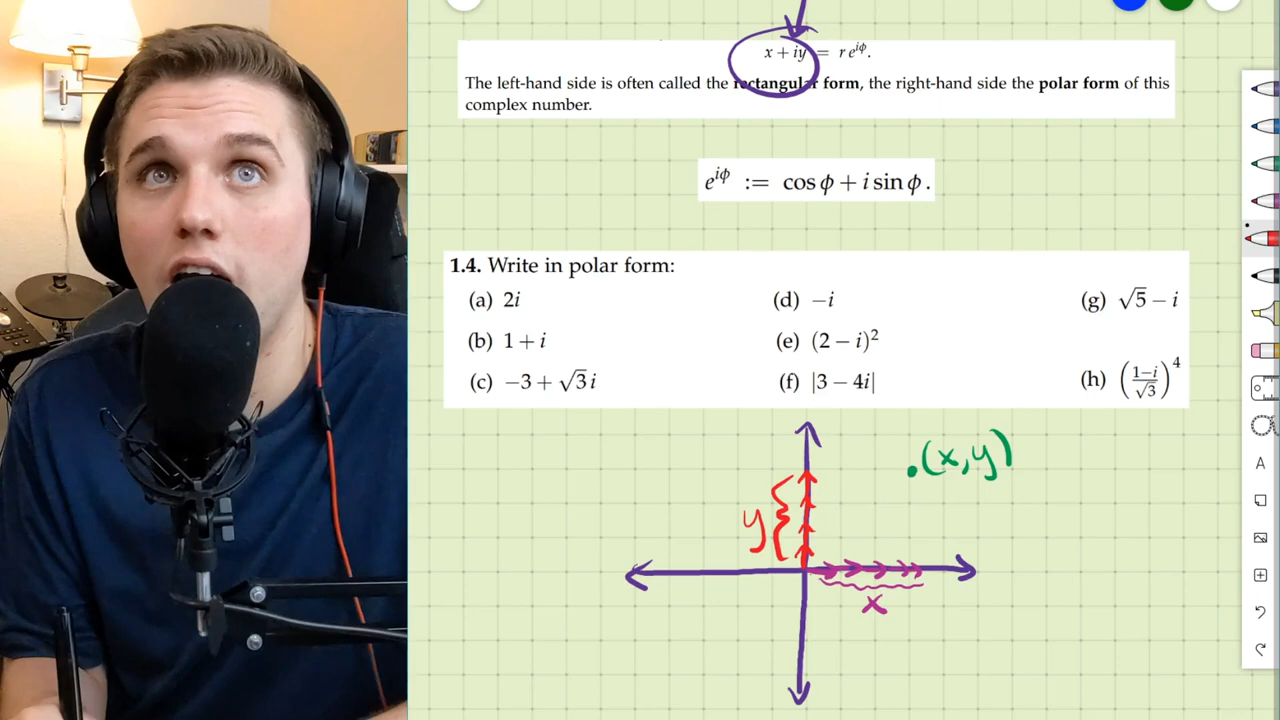 x + iy = r e^{iϕ}.
The left-hand side is often called the rectangular form, the right-hand side the polar form of this
complex number.
e^{iϕ} := cos ϕ + i sin ϕ.
1.4. Write in polar form:
(a) 2i
(d) −i
(g) √5 − i
(b) 1 + i
(e) (2 − i)²
(c) −3 + √3 i
(f) |3 − 4i|
(h) ((1−i)/√3)⁴
(x,y)
y
x
A